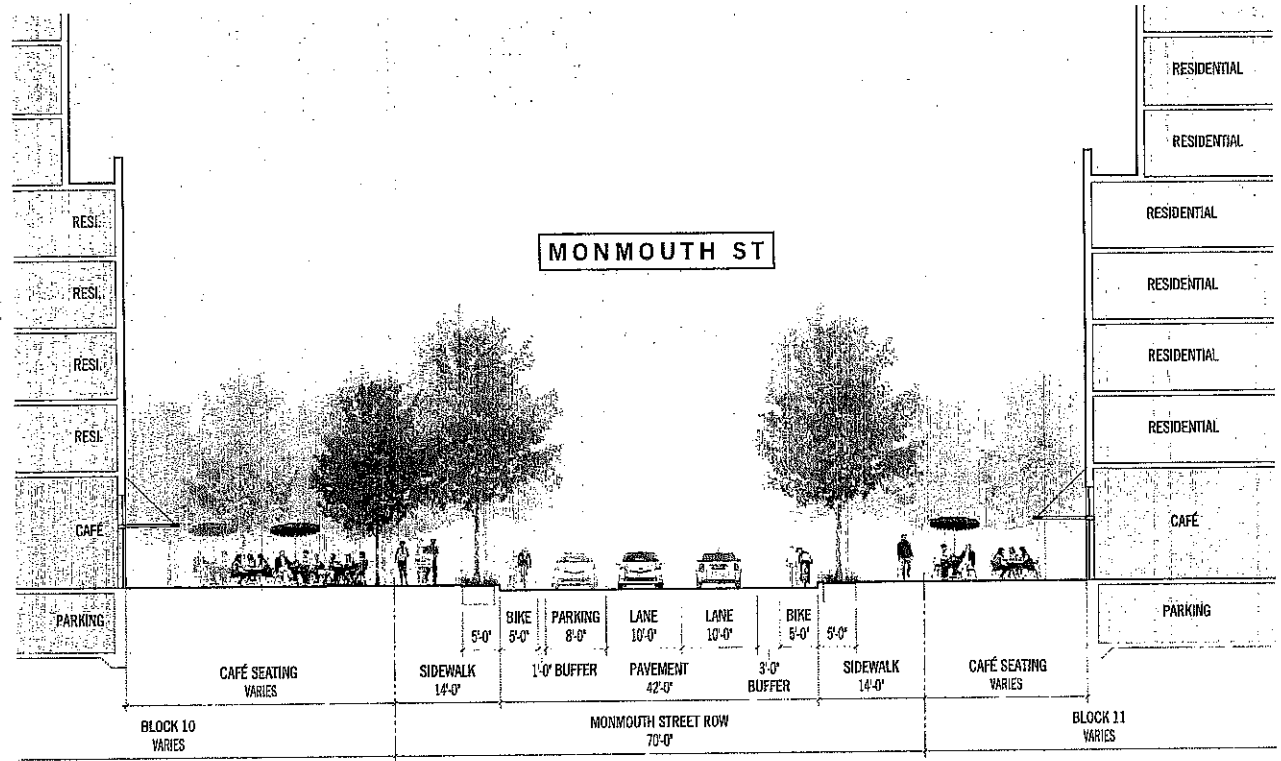 RESIDENTIAL
RESIDENTIAL
RESI.
RESIDENTIAL
MONMOUTH ST
RESI.
RESIDENTIAL
RESI.
RESIDENTIAL
RESI.
RESIDENTIAL
CAFÉ
CAFÉ
PARKING
PARKING
5'-0"
BIKE
5'-0"
PARKING
8'-0"
LANE
10'-0"
LANE
10'-0"
BIKE
5'-0"
5'-0"
CAFÉ SEATING
VARIES
SIDEWALK
14'-0"
1'-0" BUFFER
PAVEMENT
42'-0"
3'-0"
BUFFER
SIDEWALK
14'-0"
CAFÉ SEATING
VARIES
BLOCK 10
VARIES
MONMOUTH STREET ROW
70'-0"
BLOCK 11
VARIES